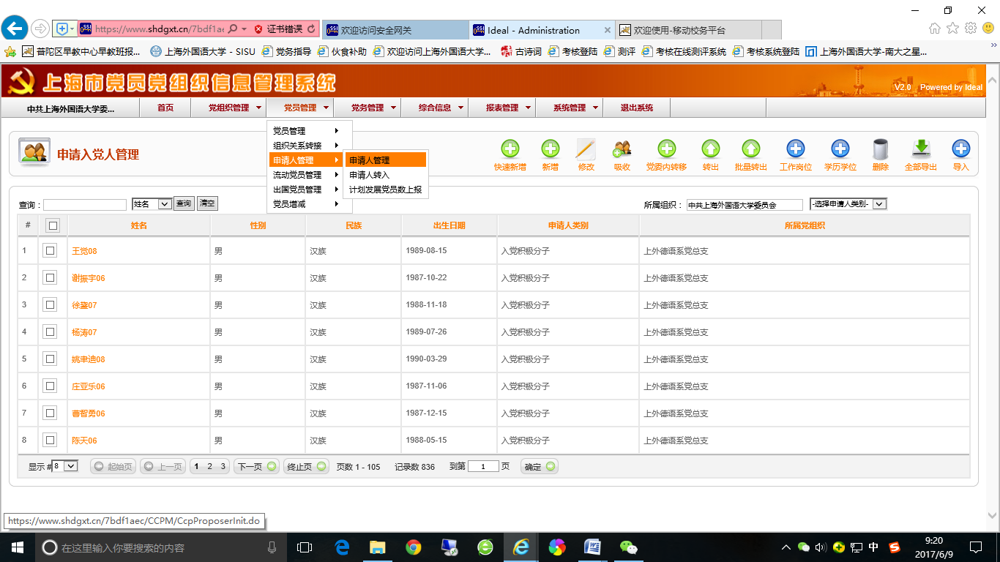 https://www.shdgxt.cn/7bdf1ae 证书错误 欢迎访问安全网关 Ideal - Administration 欢迎使用-移动校务平台
普陀区早教中心早教班报... 上海外国语大学 - SISU 党务指导 伙食补助 欢迎访问上海外国语大学... 古诗词 考核登陆 测评 考核在线测评系统 考核系统登陆 上海外国语大学-南大之星...
上海市党员党组织信息管理系统 V2.0 Powered by Ideal
中共上海外国语大学委... 首页 党组织管理 党员管理 党务管理 综合信息 报表管理 系统管理 退出系统
党员管理
组织关系转接
申请人管理
流动党员管理
出国党员管理
党员增减
申请人管理
申请人转入
计划发展党员数上报
申请入党人管理
快速新增 新增 修改 吸收 党委内转移 转出 批量转出 工作岗位 学历学位 删除 全部导出 导入
查询： 姓名 查询 清空 所属组织： 中共上海外国语大学委员会 -选择申请人类别-
# 姓名 性别 民族 出生日期 申请人类别 所属党组织
1 王觉08 男 汉族 1989-08-15 入党积极分子 上外德语系党总支
2 谢振宇06 男 汉族 1987-10-22 入党积极分子 上外德语系党总支
3 徐鋆07 男 汉族 1988-11-18 入党积极分子 上外德语系党总支
4 杨涛07 男 汉族 1989-07-26 入党积极分子 上外德语系党总支
5 姚聿迪08 男 汉族 1990-03-29 入党积极分子 上外德语系党总支
6 庄亚乐06 男 汉族 1987-11-06 入党积极分子 上外德语系党总支
7 曹智勇06 男 汉族 1987-12-15 入党积极分子 上外德语系党总支
8 陈天06 男 汉族 1988-05-15 入党积极分子 上外德语系党总支
显示 # 8 起始页 上一页 1 2 3 下一页 终止页 页数 1 - 105 记录数 836 到第 1 页 确定
https://www.shdgxt.cn/7bdf1aec/CCPM/CcpProposerInit.do
在这里输入你要搜索的内容 中 9:20
2017/6/9